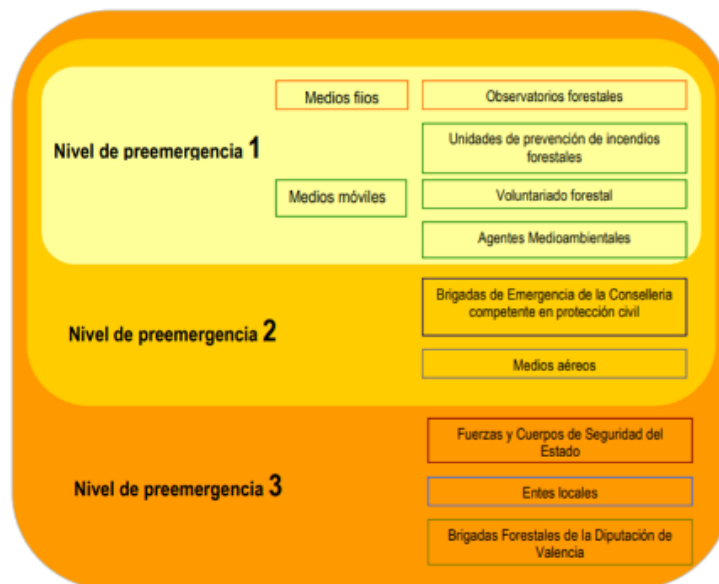 Medios fiios
Observatorios forestales
Nivel de preemergencia 1
Unidades de prevención de incendios
forestales
Medios móviles
Voluntariado forestal
Agentes Medioambientales
Nivel de preemergencia 2
Brigadas de Emergencia de la Conselleria
competente en protección civil
Medios aéreos
Nivel de preemergencia 3
Fuerzas y Cuerpos de Seguridad del
Estado
Entes locales
Brigadas Forestales de la Diputación de
Valencia